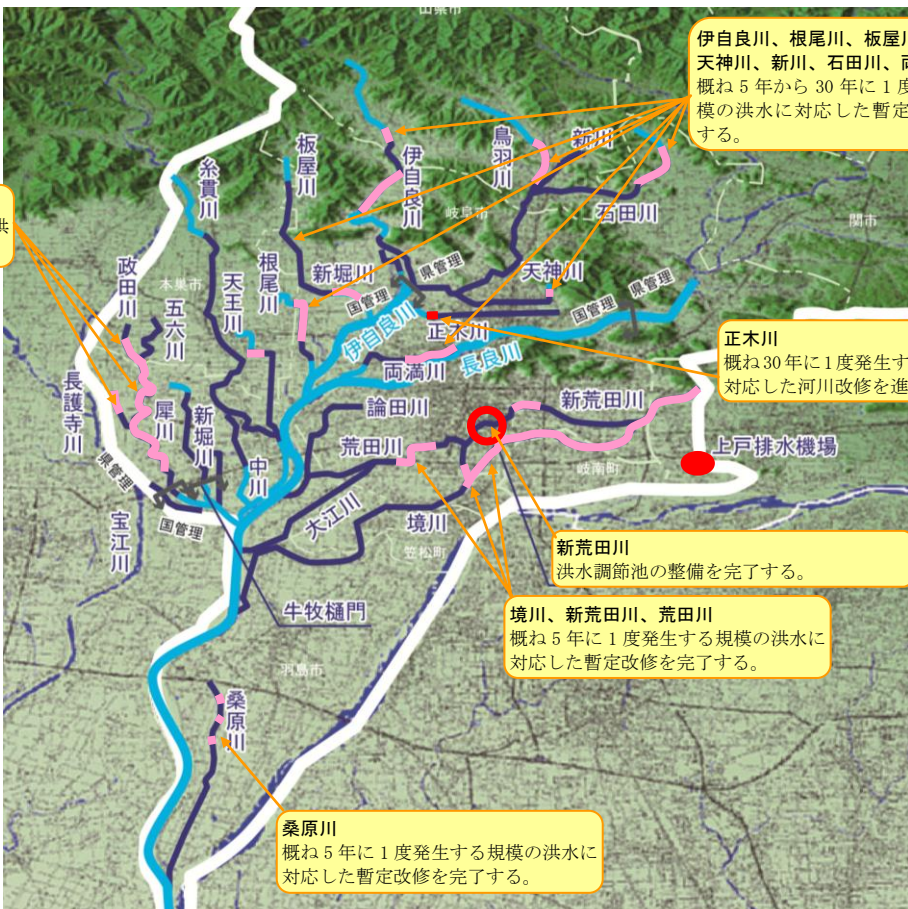 山県市
伊自良川、根尾川、板屋川
天神川、新川、石田川、両
概ね 5 年から 30 年に 1 度
模の洪水に対応した暫定
する。
板屋川
鳥羽川
新川
伊自良川
糸貫川
岐阜市
石田川
関市
洪
政田川
根尾川
新堀川
県管理
天神川
本巣市
五六川
天王川
国管理
国管理
県管理
伊自良川
正木川
長良川
正木川
概ね 30 年に 1 度発生す
対応した河川改修を進
両満川
長護寺川
犀川
新堀川
論田川
新荒田川
荒田川
上戸排水機場
中川
岐南町
県管理
大江川
境川
宝江川
国管理
笠松町
新荒田川
洪水調節池の整備を完了する。
牛牧樋門
境川、新荒田川、荒田川
概ね 5 年に 1 度発生する規模の洪水に
対応した暫定改修を完了する。
羽島市
桑原川
桑原川
概ね 5 年に 1 度発生する規模の洪水に
対応した暫定改修を完了する。